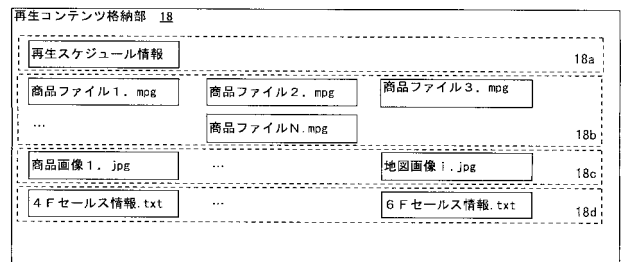 再生コンテンツ格納部 18
再生スケジュール情報
18a
商品ファイル１．mpg 商品ファイル２．mpg 商品ファイル３．mpg
… 商品ファイルN.mpg
18b
商品画像１．jpg … 地図画像ｉ.jpg
18c
４Ｆセールス情報.txt … ６Ｆセールス情報.txt
18d